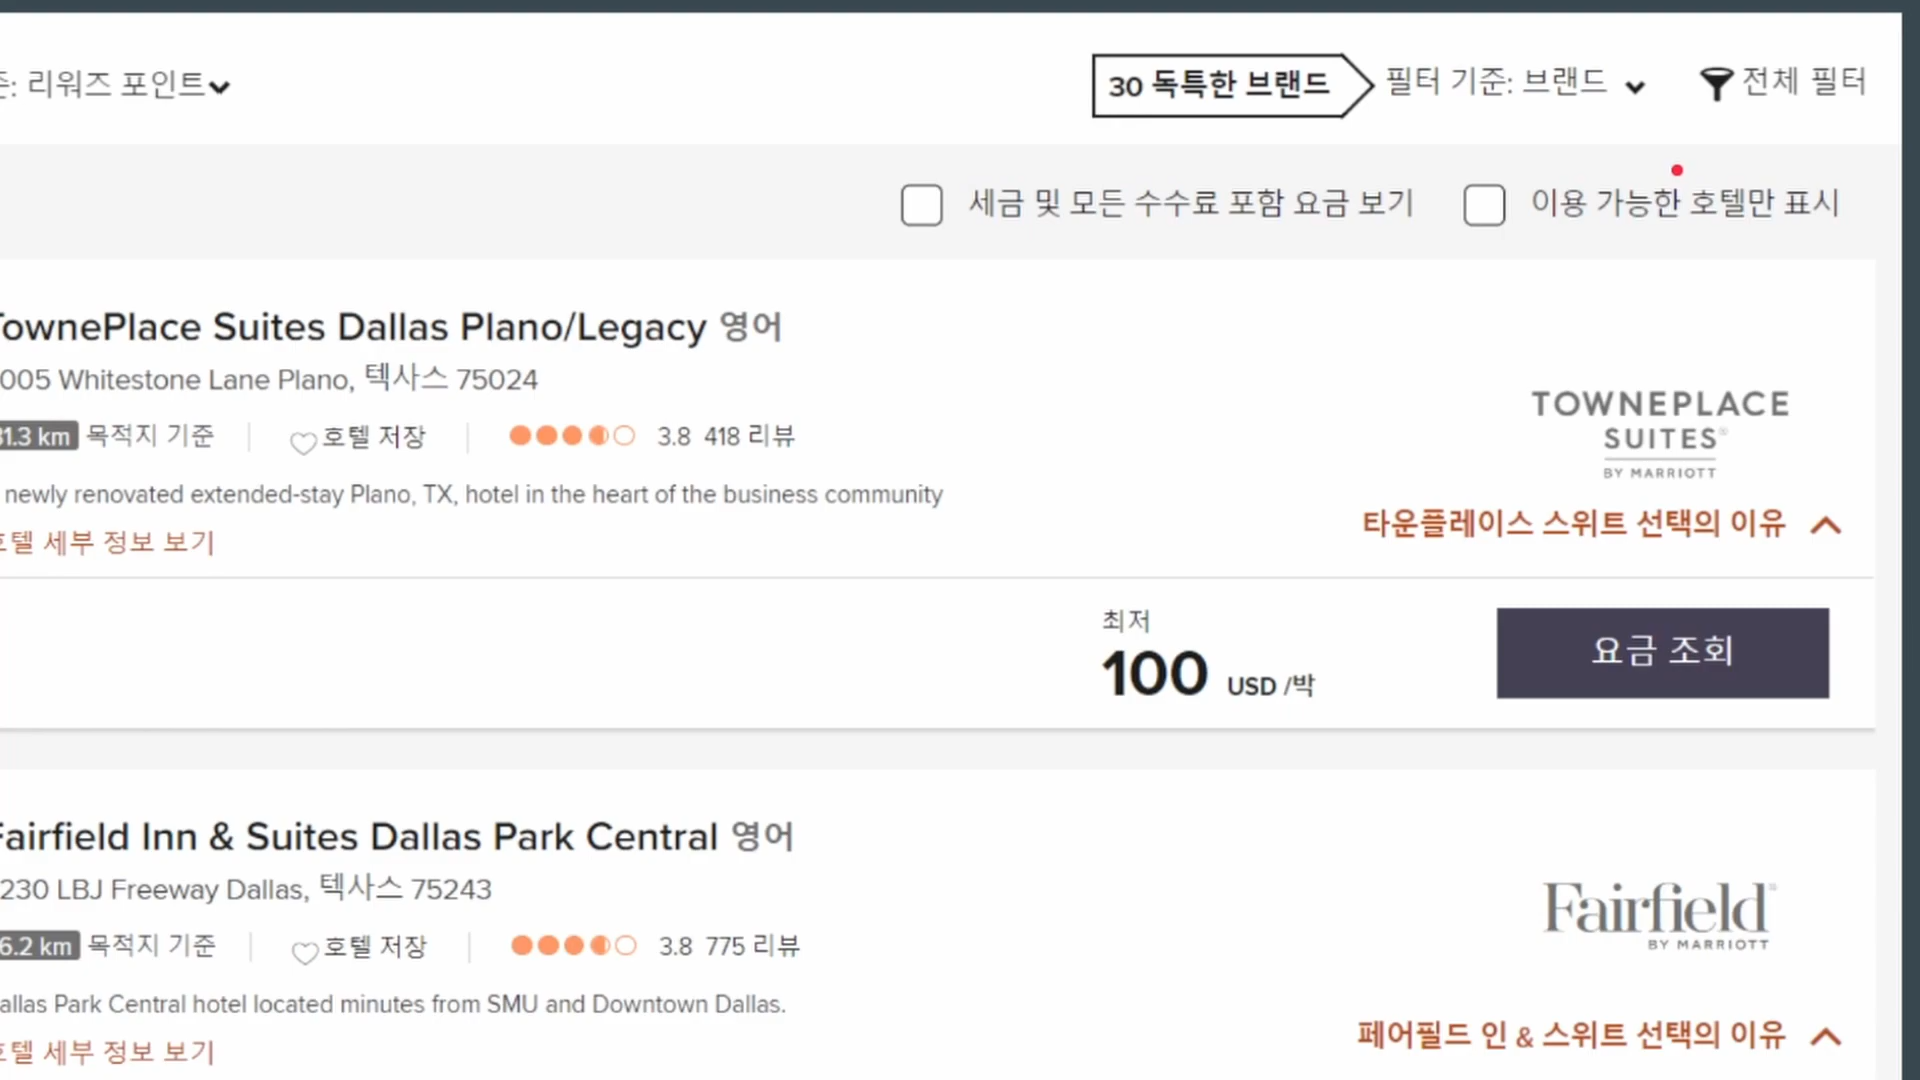 : 리워즈 포인트
30 독특한 브랜드
필터 기준: 브랜드
전체 필터
세금 및 모든 수수료 포함 요금 보기
이용 가능한 호텔만 표시
TownePlace Suites Dallas Plano/Legacy 영어
005 Whitestone Lane Plano, 텍사스 75024
31.3 km 목적지 기준
호텔 저장
3.8 418 리뷰
newly renovated extended-stay Plano, TX, hotel in the heart of the business community
호텔 세부 정보 보기
TOWNEPLACE
SUITES®
BY MARRIOTT
타운플레이스 스위트 선택의 이유
최저
100 USD /박
요금 조회
Fairfield Inn & Suites Dallas Park Central 영어
230 LBJ Freeway Dallas, 텍사스 75243
6.2 km 목적지 기준
호텔 저장
3.8 775 리뷰
allas Park Central hotel located minutes from SMU and Downtown Dallas.
호텔 세부 정보 보기
Fairfield®
BY MARRIOTT
페어필드 인 & 스위트 선택의 이유